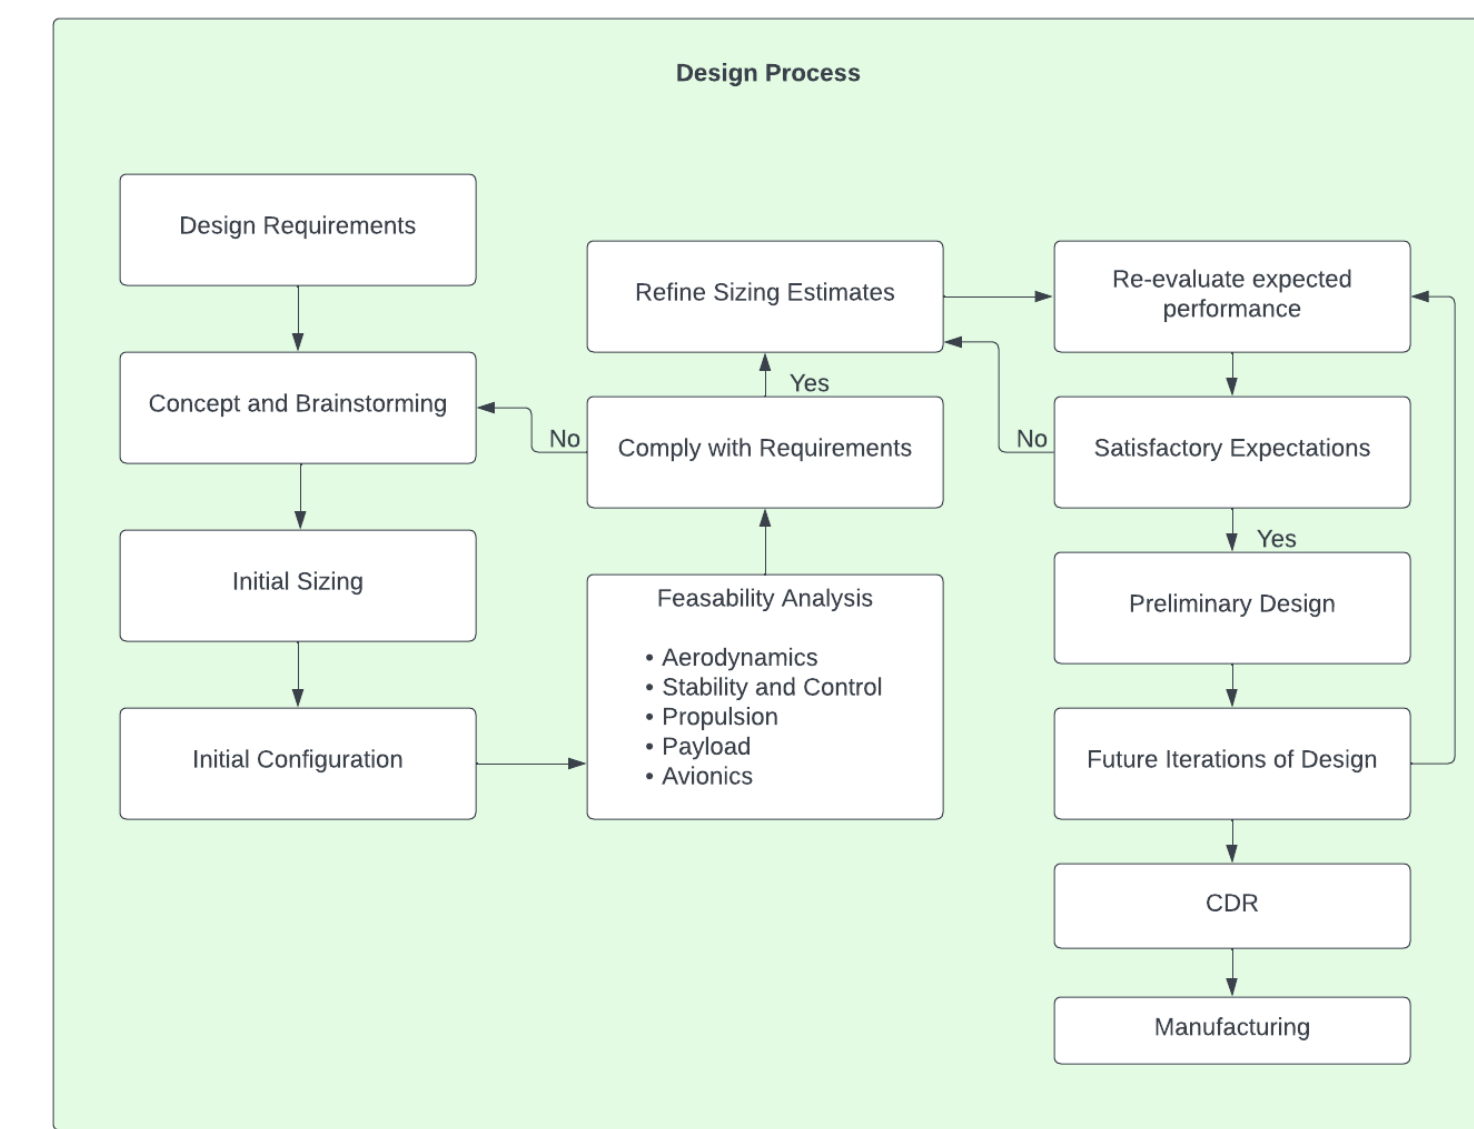 Design Process
Design Requirements
Concept and Brainstorming
Initial Sizing
Initial Configuration
Feasability Analysis
• Aerodynamics
• Stability and Control
• Propulsion
• Payload
• Avionics
Comply with Requirements
No
Yes
Refine Sizing Estimates
Re-evaluate expected
performance
Satisfactory Expectations
No
Yes
Preliminary Design
Future Iterations of Design
CDR
Manufacturing